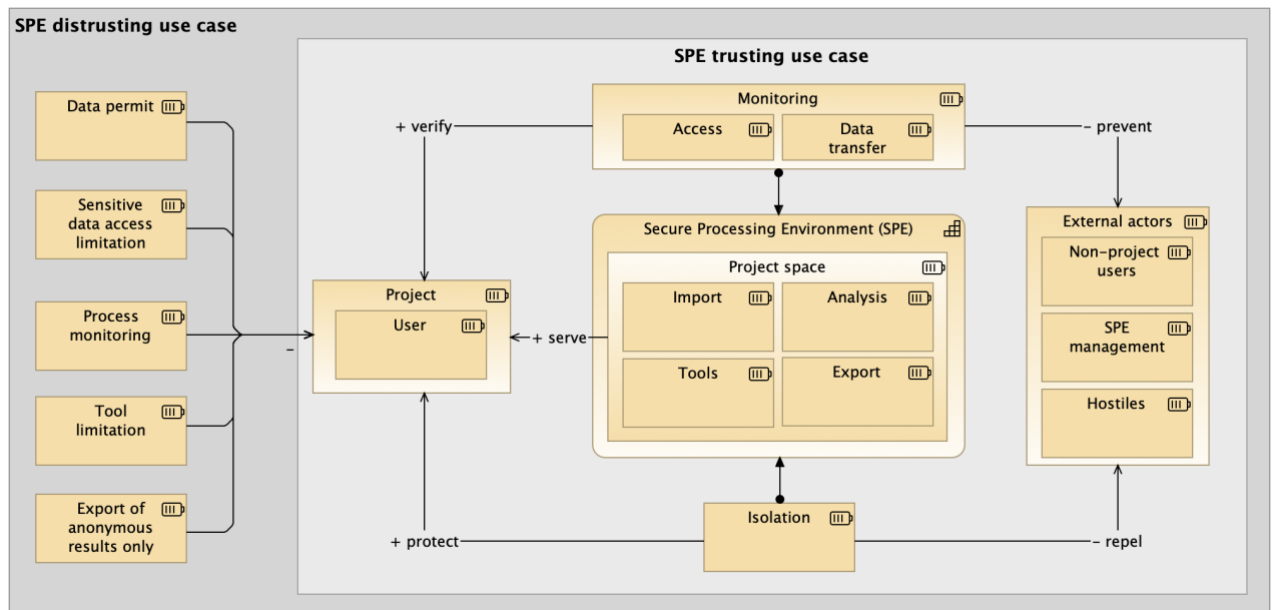 SPE distrusting use case
SPE trusting use case
Data permit
Sensitive
data access
limitation
Process
monitoring
Tool
limitation
Export of
anonymous
results only
–
+ verify
Monitoring
Access
Data
transfer
– prevent
Project
User
+ serve
Secure Processing Environment (SPE)
Project space
Import
Analysis
Tools
Export
External actors
Non-project
users
SPE
management
Hostiles
+ protect
Isolation
– repel